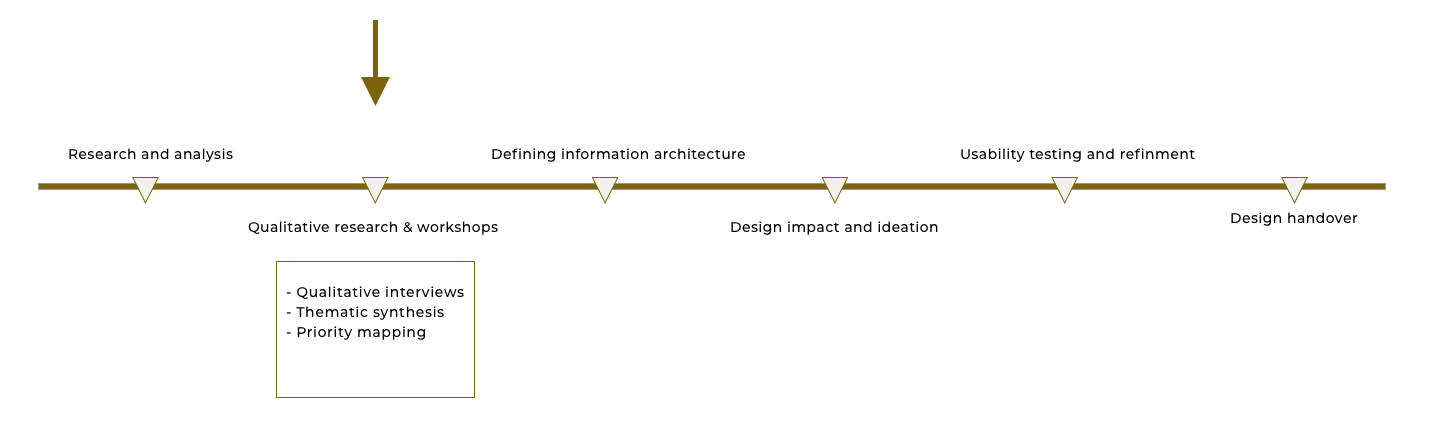 Research and analysis
Defining information architecture
Usability testing and refinment
Qualitative research & workshops
Design impact and ideation
Design handover
- Qualitative interviews
- Thematic synthesis
- Priority mapping